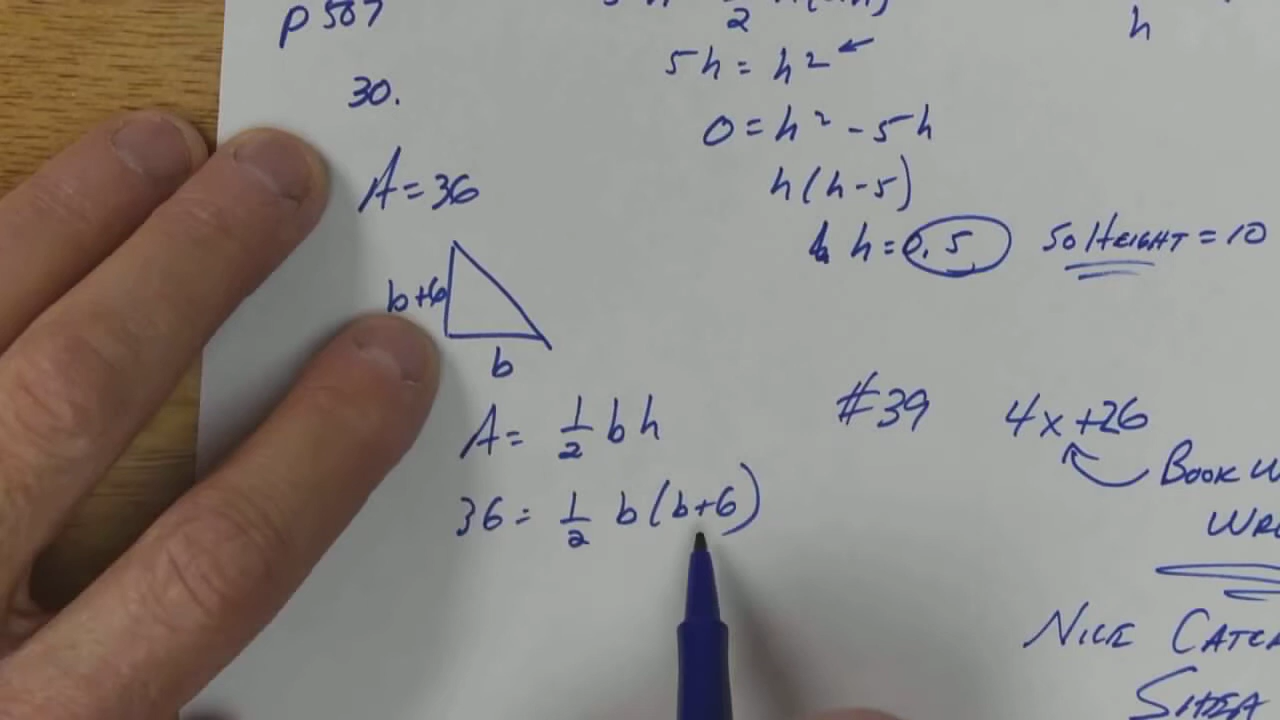 p 507
30.
A = 36
b+6
b
A = 1/2 b h
36 = 1/2 b(b+6)
2
h
5h = h²
0 = h² - 5h
h(h-5)
h = 0, 5 so Height = 10
#39 4x+26
Book
Nice